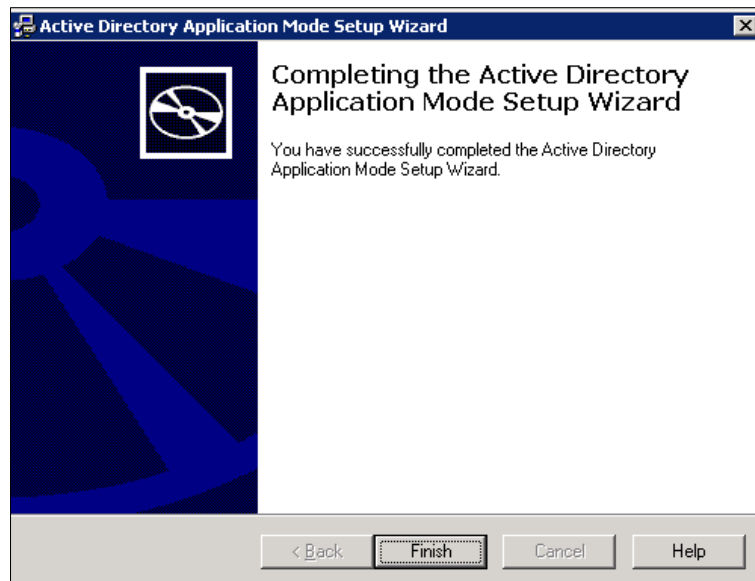 Active Directory Application Mode Setup Wizard
Completing the Active Directory
Application Mode Setup Wizard
You have successfully completed the Active Directory
Application Mode Setup Wizard.
< Back Finish Cancel Help